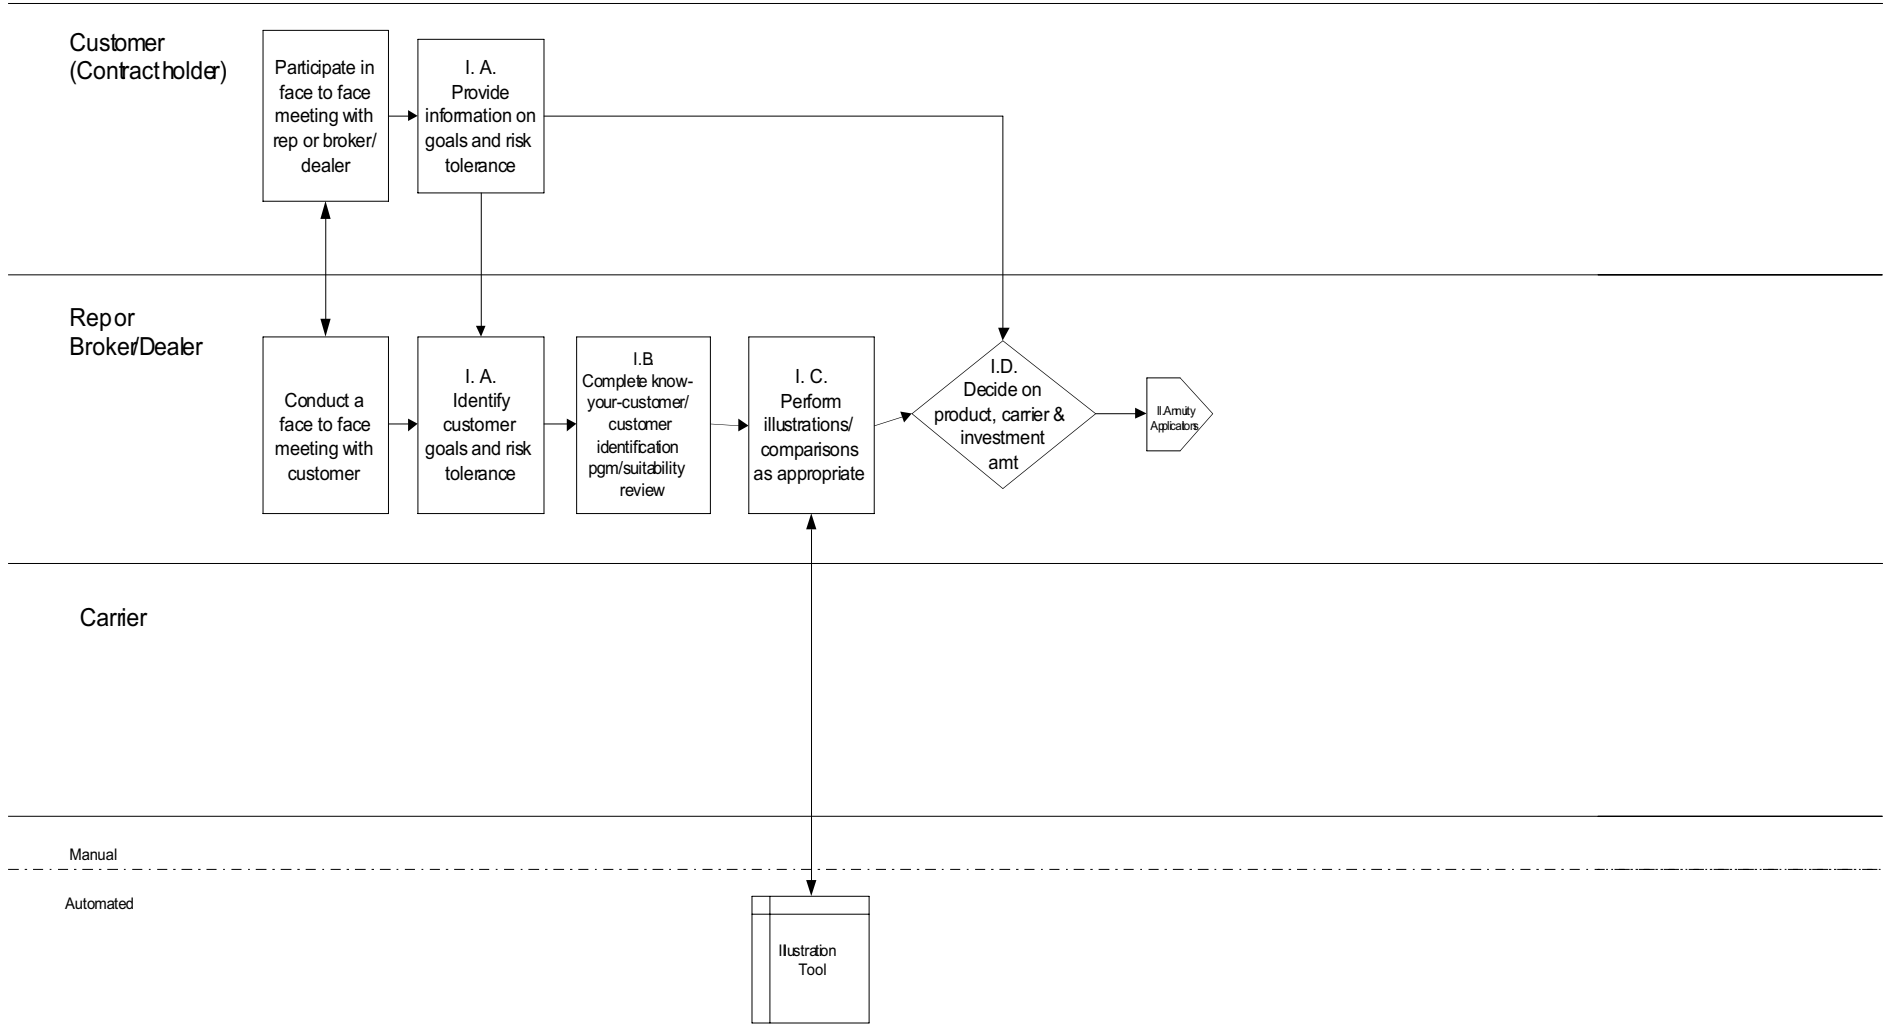 Customer
(Contractholder)
Participate in
face to face
meeting with
rep or broker/
dealer
I. A.
Provide
information on
goals and risk
tolerance
Rep or
Broker/Dealer
Conduct a
face to face
meeting with
customer
I. A.
Identify
customer
goals and risk
tolerance
I.B.
Complete know-
your-customer/
customer
identification
pgm/suitability
review
I. C.
Perform
illustrations/
comparisons
as appropriate
I.D.
Decide on
product, carrier &
investment
amt
II.Annuity
Applications
Carrier
Manual
Automated
Illustration
Tool